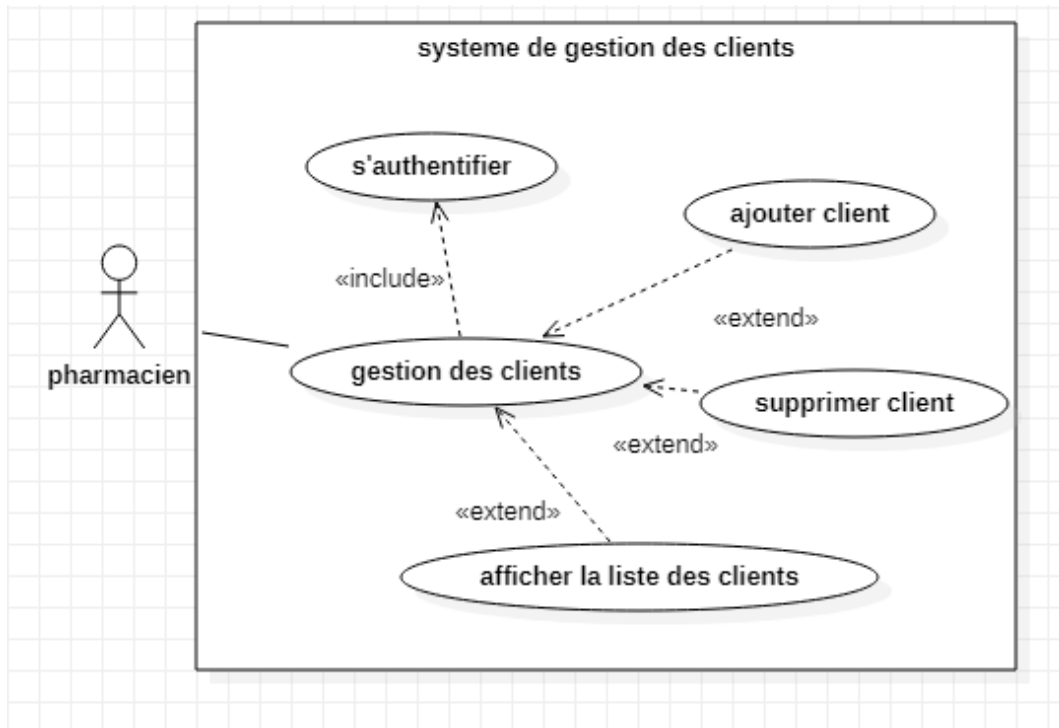 systeme de gestion des clients
s'authentifier
ajouter client
«include»
«extend»
pharmacien
gestion des clients
supprimer client
«extend»
«extend»
afficher la liste des clients